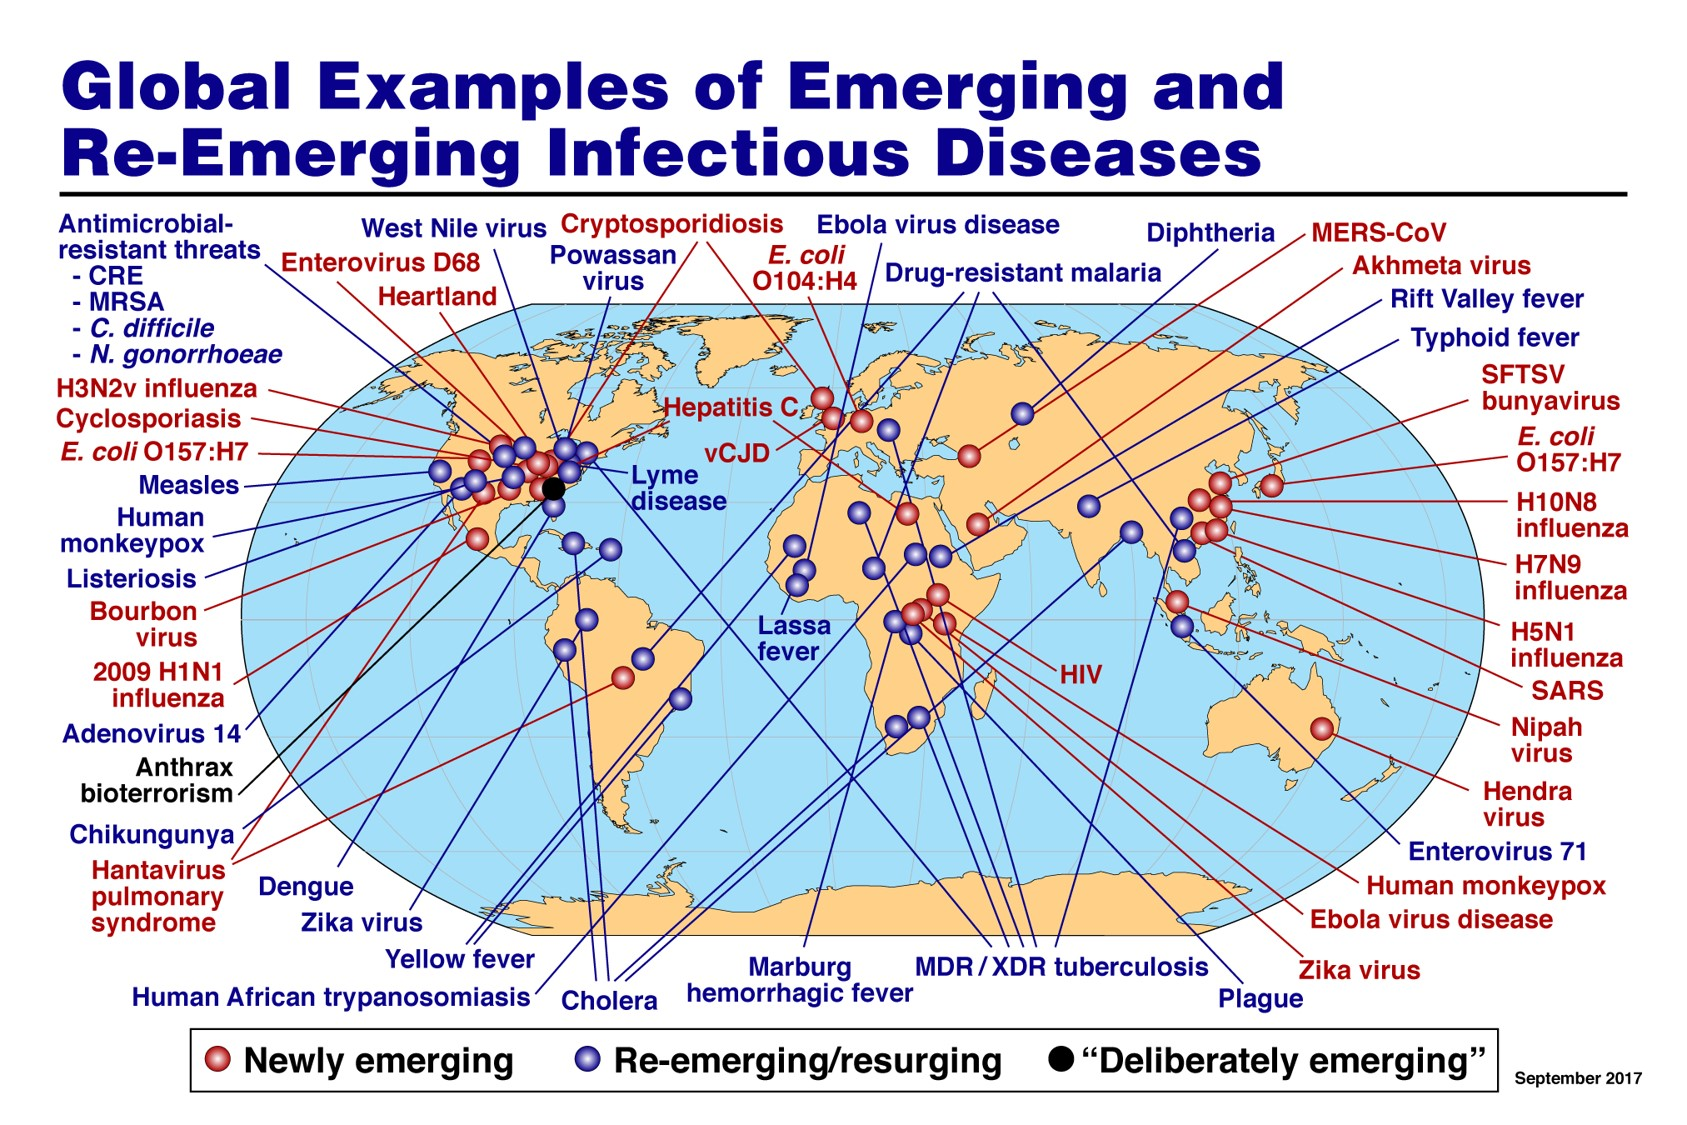 Global Examples of Emerging and
Re-Emerging Infectious Diseases
Antimicrobial-
resistant threats
- CRE
- MRSA
- C. difficile
- N. gonorrhoeae
Enterovirus D68
Heartland
West Nile virus
Cryptosporidiosis
Powassan
virus
E. coli
O104:H4
Ebola virus disease
Drug-resistant malaria
Diphtheria
MERS-CoV
Akhmeta virus
Rift Valley fever
Typhoid fever
H3N2v influenza
Cyclosporiasis
E. coli O157:H7
Measles
Human
monkeypox
Listeriosis
Bourbon
virus
2009 H1N1
influenza
Adenovirus 14
Anthrax
bioterrorism
Chikungunya
Hantavirus
pulmonary
syndrome
Dengue
Zika virus
Yellow fever
Human African trypanosomiasis
Cholera
Hepatitis C
vCJD
Lyme
disease
Lassa
fever
HIV
SFTSV
bunyavirus
E. coli
O157:H7
H10N8
influenza
H7N9
influenza
H5N1
influenza
SARS
Nipah
virus
Hendra
virus
Enterovirus 71
Human monkeypox
Ebola virus disease
Zika virus
Plague
MDR / XDR tuberculosis
Marburg
hemorrhagic fever
Newly emerging
Re-emerging/resurging
“Deliberately emerging”
September 2017